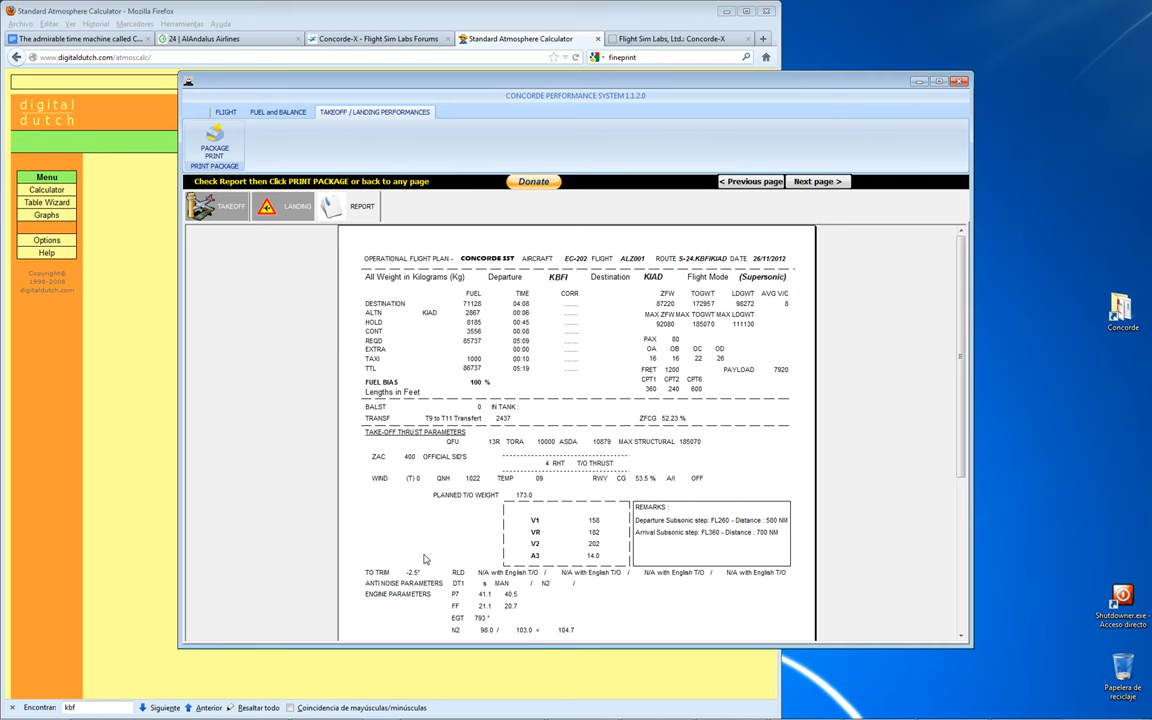 Standard Atmosphere Calculator - Mozilla Firefox
Archivo Editar Ver Historial Marcadores Herramientas Ayuda
The admirable time machine called C...
24 | AlAndalus Airlines
Concorde-X - Flight Sim Labs Forums
Standard Atmosphere Calculator
Flight Sim Labs, Ltd.: Concorde-X
www.digitaldutch.com/atmoscalc/
fineprint
digital
dutch
Menu
Calculator
Table Wizard
Graphs
Options
Help
Copyright©
1998-2008
digitaldutch.com
CONCORDE PERFORMANCE SYSTEM 1.1.2.0
FLIGHT FUEL and BALANCE TAKEOFF / LANDING PERFORMANCES
PACKAGE
PRINT
PRINT PACKAGE
Check Report then Click PRINT PACKAGE or back to any page Donate < Previous page Next page >
TAKEOFF LANDING REPORT
OPERATIONAL FLIGHT PLAN - CONCORDE SST AIRCRAFT EC-202 FLIGHT ALZ001 ROUTE S-24.KBFIKIAD DATE 26/11/2012
All Weight in Kilograms (Kg) Departure KBFI Destination KIAD Flight Mode (Supersonic)
FUEL TIME CORR ZFW TOGWT LDGWT AVG V/C
DESTINATION 71128 04:08 ........ 87220 172957 98272 8
ALTN KIAD 2867 00:06 ........ MAX ZFW MAX TOGWT MAX LDGWT
HOLD 8185 00:45 ........ 92080 185070 111130
CONT 3556 00:08 ........
REQD 85737 05:09 ........ PAX 80
EXTRA 00:00 ........ OA OB OC OD
TAXI 1000 00:10 ........ 16 16 22 26
TTL 86737 05:19 ........ FRET 1200 PAYLOAD 7920
CPT1 CPT2 CPT6
FUEL BIAS 100 % 360 240 600
Lengths in Feet
BALST 0 IN TANK :
TRANSF T9 to T11 Transfert 2437 ZFCG 52.23 %
TAKE-OFF THRUST PARAMETERS
QFU 13R TORA 10000 ASDA 10879 MAX STRUCTURAL 185070
ZAC 400 OFFICIAL SID'S
4 RHT T/O THRUST
WIND (T) 0 QNH 1022 TEMP 09 RWY CG 53.5 % A/I OFF
PLANNED T/O WEIGHT 173.0
REMARKS :
V1 158 Departure Subsonic step: FL260 - Distance : 500 NM
VR 182 Arrival Subsonic step: FL360 - Distance : 700 NM
V2 202
A3 14.0
TO TRIM -2.5° RLD N/A with English T/O / N/A with English T/O / N/A with English T/O / N/A with English T/O
ANTI NOISE PARAMETERS DT1 s MAN / N2 /
ENGINE PARAMETERS P7 41.1 40.5
FF 21.1 20.7
EGT 793 °
N2 98.0 / 103.0 < 104.7
Concorde
Shutdowner.exe -
Acceso directo
Papelera de
reciclaje
Encontrar: kbf Siguiente Anterior Resaltar todo Coincidencia de mayúsculas/minúsculas